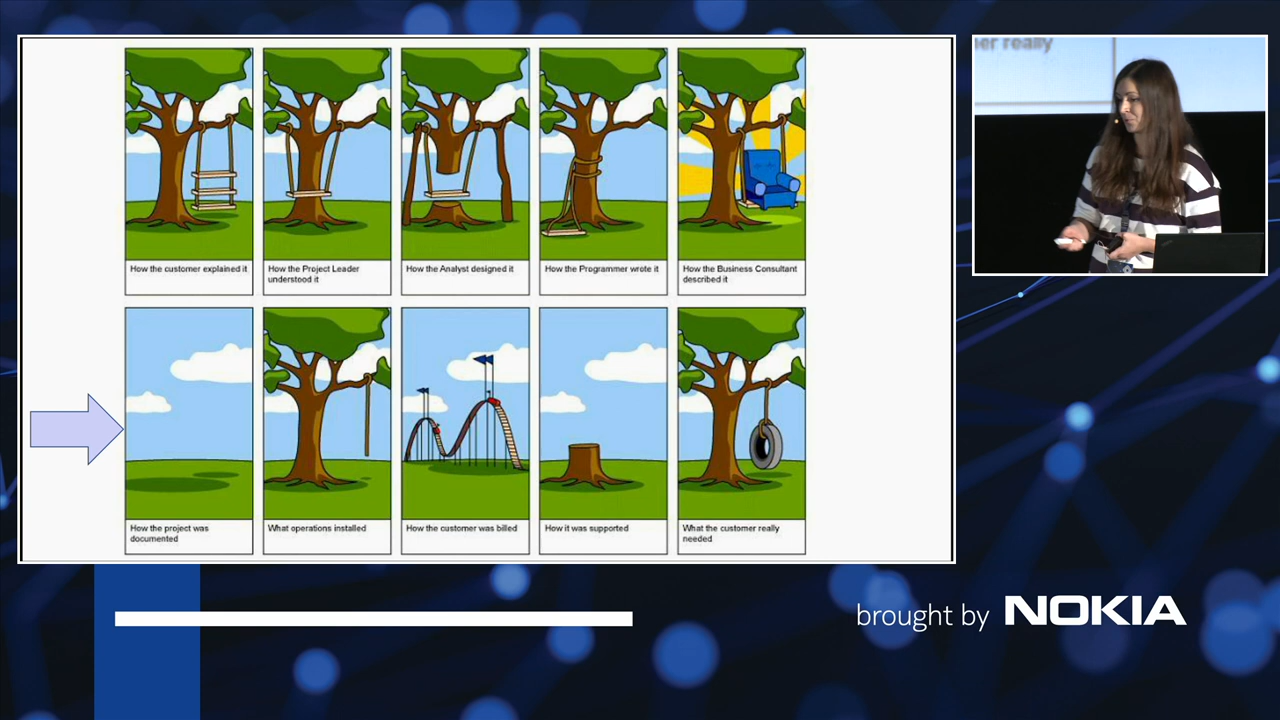 How the customer explained it
How the Project Leader
understood it
How the Analyst designed it
How the Programmer wrote it
How the Business Consultant
described it
How the project was
documented
What operations installed
How the customer was billed
How it was supported
What the customer really
needed
er really
brought by NOKIA